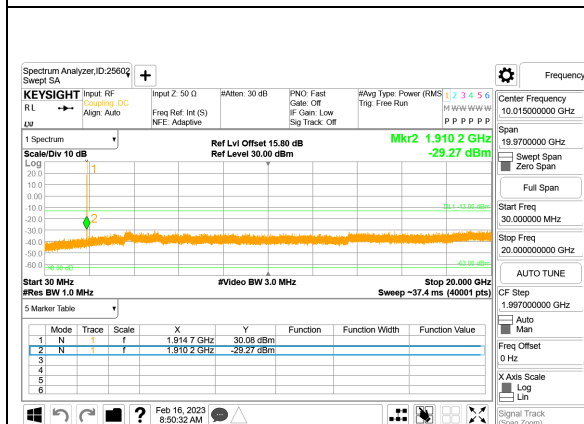 Spectrum Analyzer,ID:25602
Swept SA
+
Frequency
KEYSIGHT Input: RF
R L
Coupling: DC
Align: Auto
Input Z: 50 Ω
Freq Ref: Int (S)
NFE: Adaptive
#Atten: 30 dB
PNO: Fast
Gate: Off
IF Gain: Low
Sig Track: Off
#Avg Type: Power (RMS
Trig: Free Run
1 2 3 4 5 6
M W W W W W
P P P P P P
1 Spectrum
Scale/Div 10 dB
Log
Ref Lvl Offset 15.80 dB
Ref Level 30.00 dBm
Mkr2 1.910 2 GHz
-29.27 dBm
20.0
10.0
0.00
-10.0
-20.0
-30.0
-40.0
-50.0
-60.0
1
2
DL1 -13.00 dBm
Start 30 MHz
#Res BW 1.0 MHz
#Video BW 3.0 MHz
Stop 20.000 GHz
Sweep ~37.4 ms (40001 pts)
5 Marker Table
Mode Trace Scale X Y Function Function Width Function Value
1 N 1 f 1.914 7 GHz 30.08 dBm
2 N 1 f 1.910 2 GHz -29.27 dBm
3
4
5
6
Feb 16, 2023
8:50:32 AM
?
Center Frequency
10.015000000 GHz
Span
19.9700000 GHz
Swept Span
Zero Span
Full Span
Start Freq
30.000000 MHz
Stop Freq
20.000000000 GHz
AUTO TUNE
CF Step
1.997000000 GHz
Auto
Man
Freq Offset
0 Hz
X Axis Scale
Log
Lin
Signal Track
(Span Zoom)